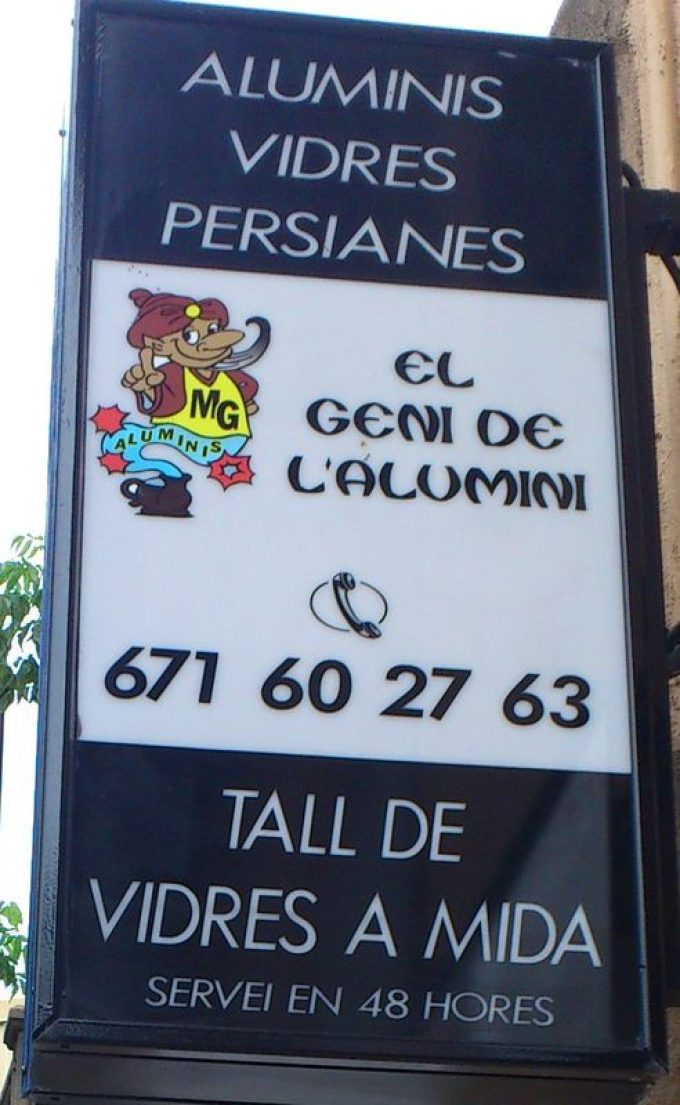 ALUMINIS
VIDRES
PERSIANES
MG
ALUMINIS
EL
GENI DE
L'ALUMINI
671 60 27 63
TALL DE
VIDRES A MIDA
SERVEI EN 48 HORES